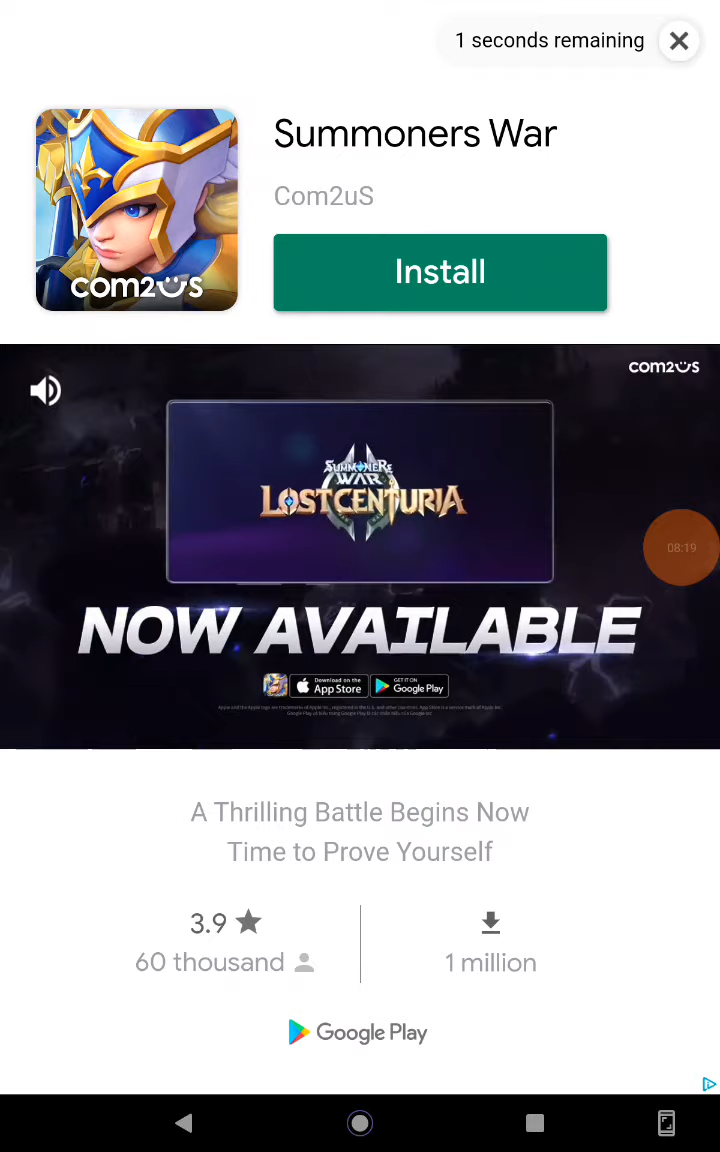 1 seconds remaining
Summoners War
Com2uS
Install
com2us
com2us
SUMMONERS
WAR
LOST CENTURIA
08:19
NOW AVAILABLE
Download on the
App Store
GET IT ON
Google Play
A Thrilling Battle Begins Now
Time to Prove Yourself
3.9
60 thousand
1 million
Google Play